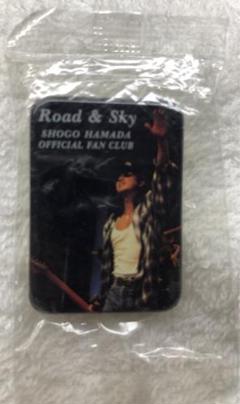 Road & Sky
SHOGO HAMADA
OFFICIAL FAN CLUB